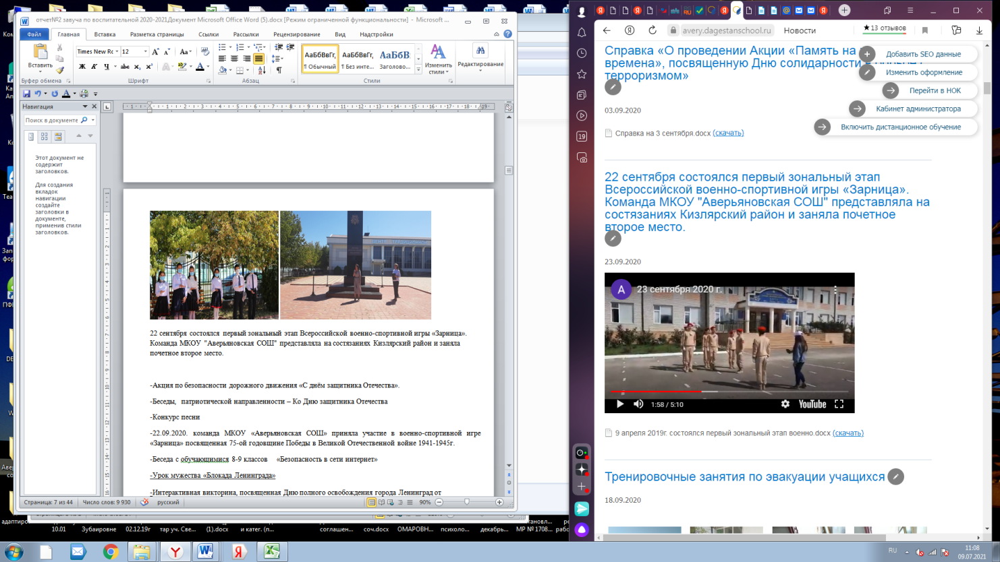 отчет№2 завуча по воспитательной 2020-2021Документ Microsoft Office Word (5).docx [Режим ограниченной функциональности] - Microsoft ...
Файл Главная Вставка Разметка страницы Ссылки Рассылки Рецензирование Вид Надстройки
Times New Ro 12
Вставить
Буфер обмена
Шрифт
Абзац
АаБбВвГг, АаБбВвГг, АаБбВ
¶ Обычный ¶ Без инте... Заголово...
Изменить стили
Стили
Редактирование
Навигация
Поиск в документе
Этот документ не
содержит
заголовков.
Для создания
вкладок
навигации
создайте
заголовки в
документе,
применив стили
заголовков.
22 сентября состоялся первый зональный этап Всероссийской военно-спортивной игры «Зарница».
Команда МКОУ "Аверьяновская СОШ" представляла на состязаниях Кизлярский район и заняла
почетное второе место.
-Акция по безопасности дорожного движения «С днём защитника Отечества».
-Беседы, патриотической направленности – Ко Дню защитника Отечества
-Конкурс песни
-22.09.2020. команда МКОУ «Аверьяновская СОШ» приняла участие в военно-спортивной игре
«Зарница» посвященная 75-ой годовщине Победы в Великой Отечественной войне 1941-1945г.
-Беседа с обучающимися 8-9 классов «Безопасность в сети интернет»
-Урок мужества «Блокада Ленинграда»
-Интерактивная викторина, посвященная Дню полного освобождения города Ленинград от
Страница: 7 из 44 Число слов: 9 930 русский 90%
10.01 Зубаировне 02.12.19г тар уч. Све... (1).docx и катег. (п... соглашен... соч.docx ОМАРОВН... психоло... декабрь... МР № 1708...
avery.dagestanschool.ru Новости
★13 отзывов
19
Справка «О проведении Акции «Память на
времена», посвященную Дню солидарности в борьбе с
терроризмом»
Добавить SEO данные
Изменить оформление
Перейти в НОК
Кабинет администратора
Включить дистанционное обучение
03.09.2020
Справка на 3 сентября.docx (скачать)
22 сентября состоялся первый зональный этап
Всероссийской военно-спортивной игры «Зарница».
Команда МКОУ "Аверьяновская СОШ" представляла на
состязаниях Кизлярский район и заняла почетное
второе место.
23.09.2020
А 23 сентября 2020 г.
1:58 / 5:10 YouTube
9 апреля 2019г. состоялся первый зональный этап военно.docx (скачать)
Тренировочные занятия по эвакуации учащихся
18.09.2020
RU
11:08
09.07.2021